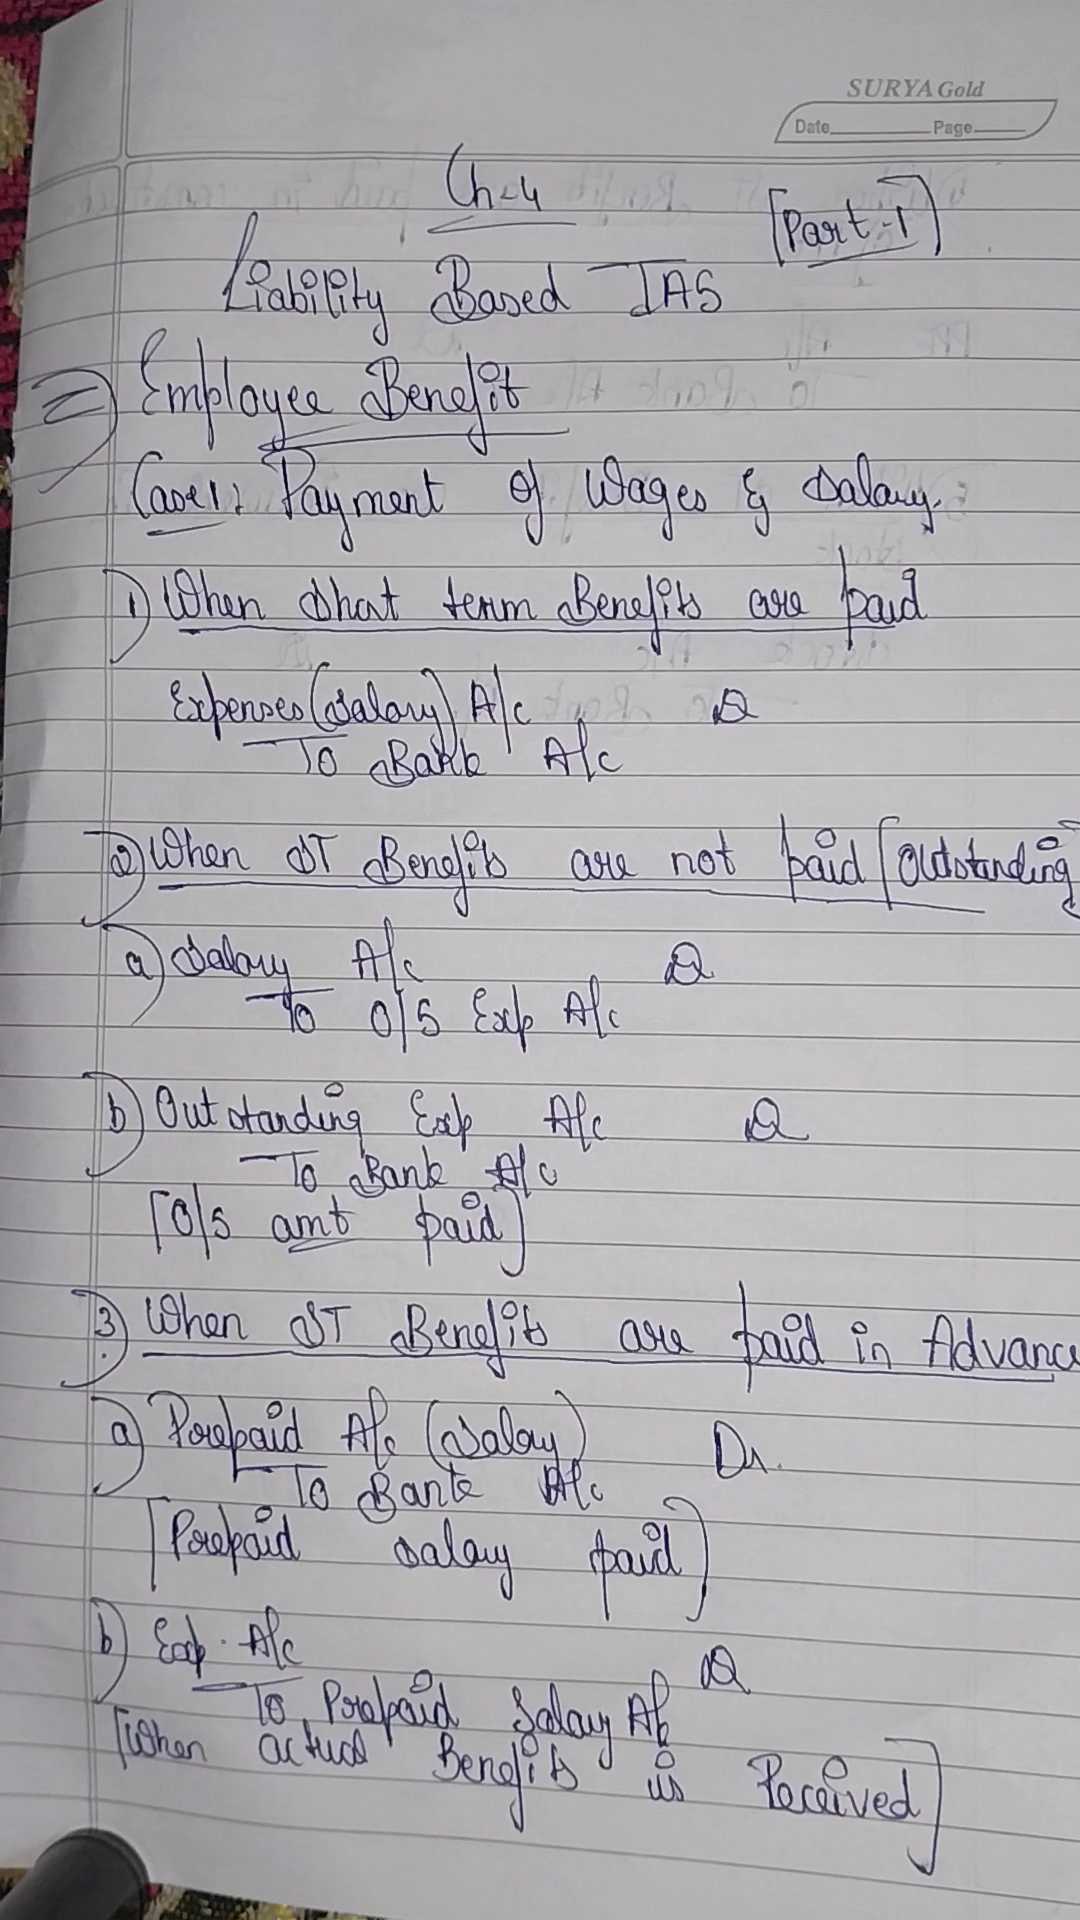 SURYA Gold
Date Page
Ch-4
[Part-1]
Liability Based IAS
Employee Benefit
Case1: Payment of Wages & Salary.
1) When Short term Benefits are paid
Expenses (Salary) A/c Dr
To Bank A/c
2) When ST Benefits are not paid [Outstanding
a) Salary A/c Dr
To O/S Exp A/c
b) Outstanding Exp A/c Dr
To Bank A/c
[O/S amt paid]
3) When ST Benefits are paid in Advance
a) Prepaid A/c (Salary) Dr.
To Bank A/c
[Prepaid salary paid]
b) Exp. A/c Dr
To Prepaid Salary A/c
[When actual Benefits is Received]